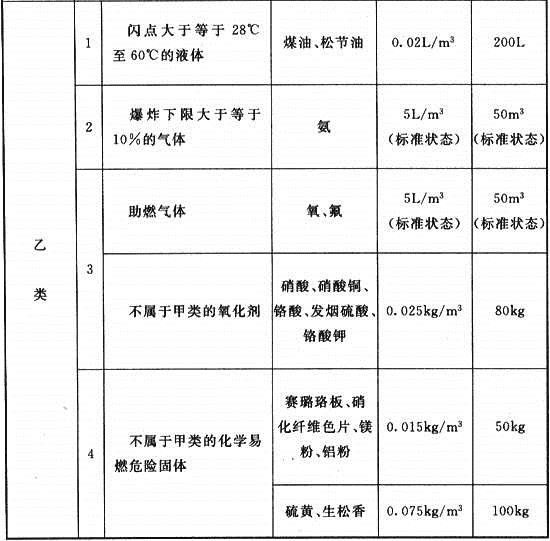 乙类
1
闪点大于等于 28℃
至60℃的液体
煤油、松节油
0.02L/m³
200L
2
爆炸下限大于等于
10%的气体
氨
5L/m³
(标准状态)
50m³
(标准状态)
3
助燃气体
氧、氟
5L/m³
(标准状态)
50m³
(标准状态)
不属于甲类的氧化剂
硝酸、硝酸铜、
铬酸、发烟硫酸、
铬酸钾
0.025kg/m³
80kg
4
不属于甲类的化学易
燃危险固体
赛璐珞板、硝
化纤维色片、镁
粉、铝粉
0.015kg/m³
50kg
硫黄、生松香
0.075kg/m³
100kg